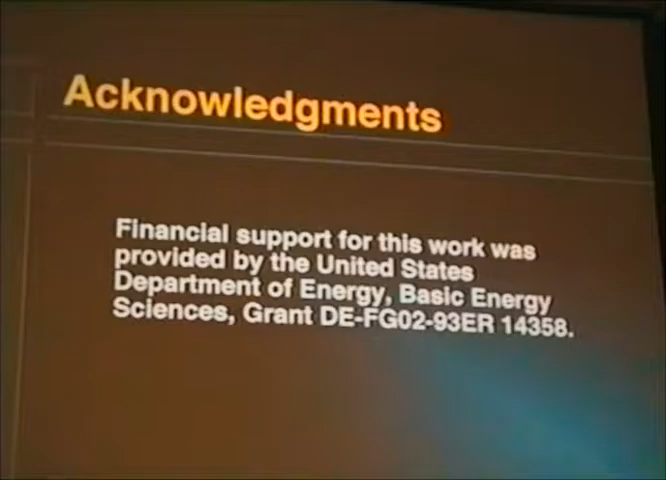 Acknowledgments
Financial support for this work was
provided by the United States
Department of Energy, Basic Energy
Sciences, Grant DE-FG02-93ER 14358.